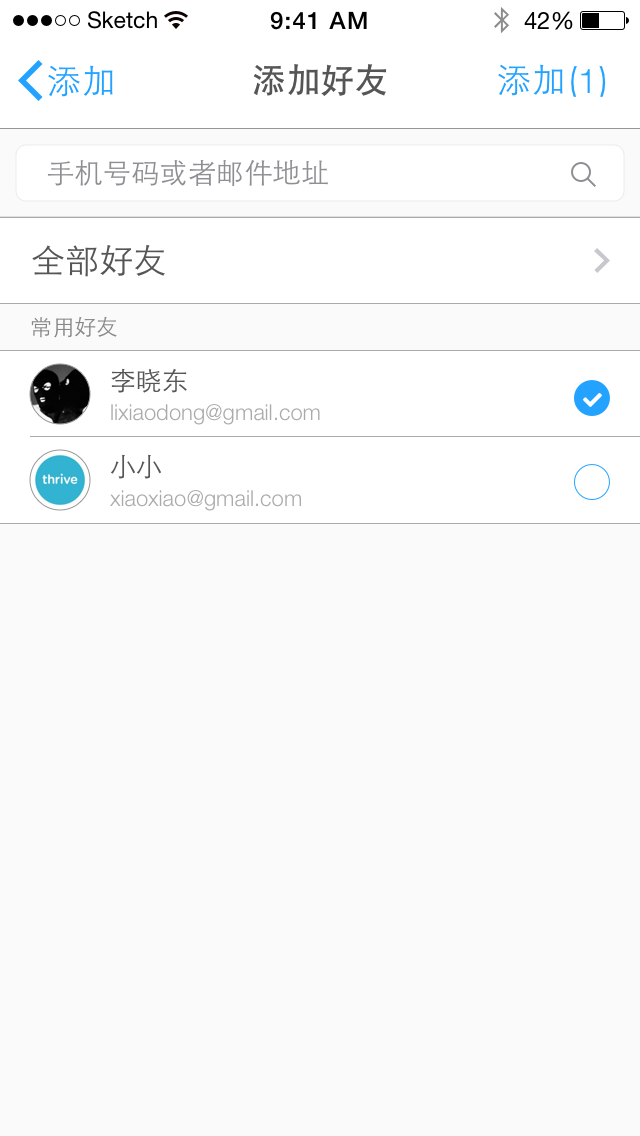 Sketch 9:41 AM 42%
添加 添加好友 添加(1)
手机号码或者邮件地址
全部好友
常用好友
李晓东
lixiaodong@gmail.com
thrive
小小
xiaoxiao@gmail.com